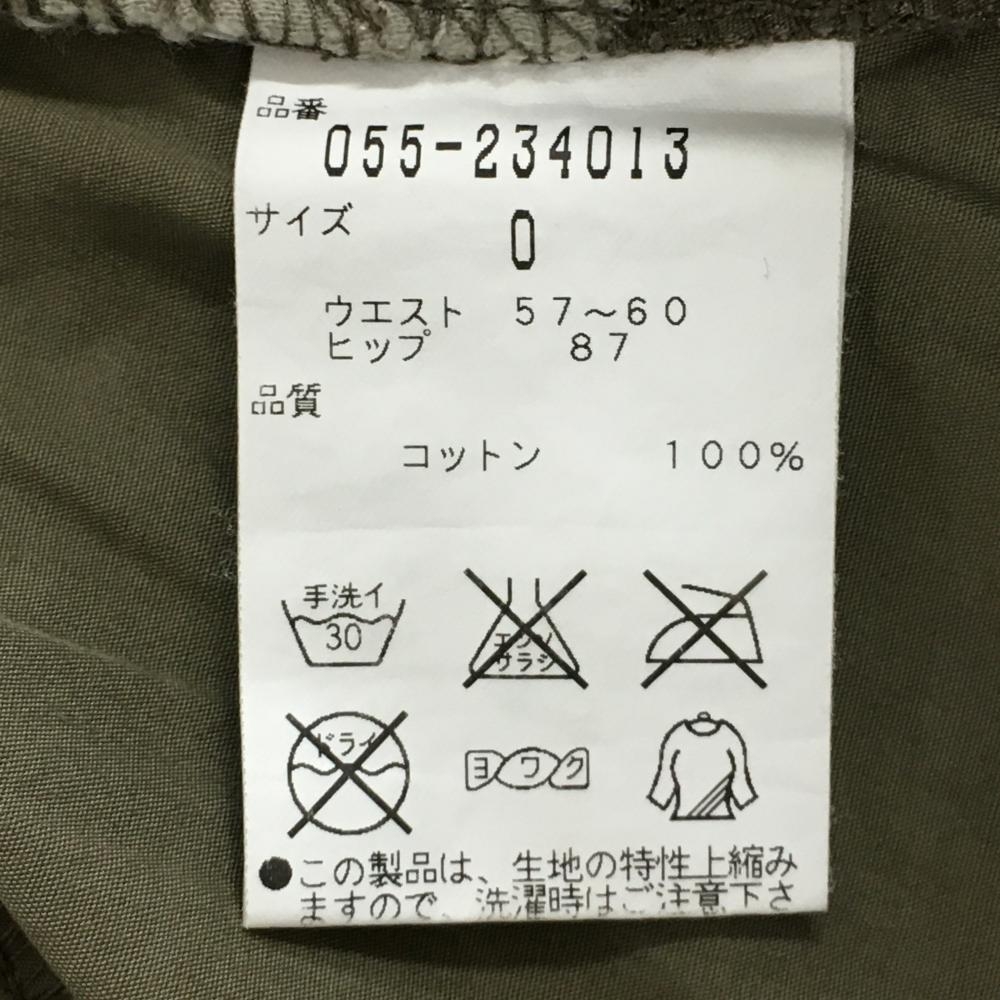 品番
055-234013
サイズ
0
ウエスト 57～60
ヒップ 87
品質
コットン 100%
手洗イ
30
エンソ
サラシ
ドライ
ヨワク
●この製品は、生地の特性上縮み
ますので、洗濯時はご注意下さ